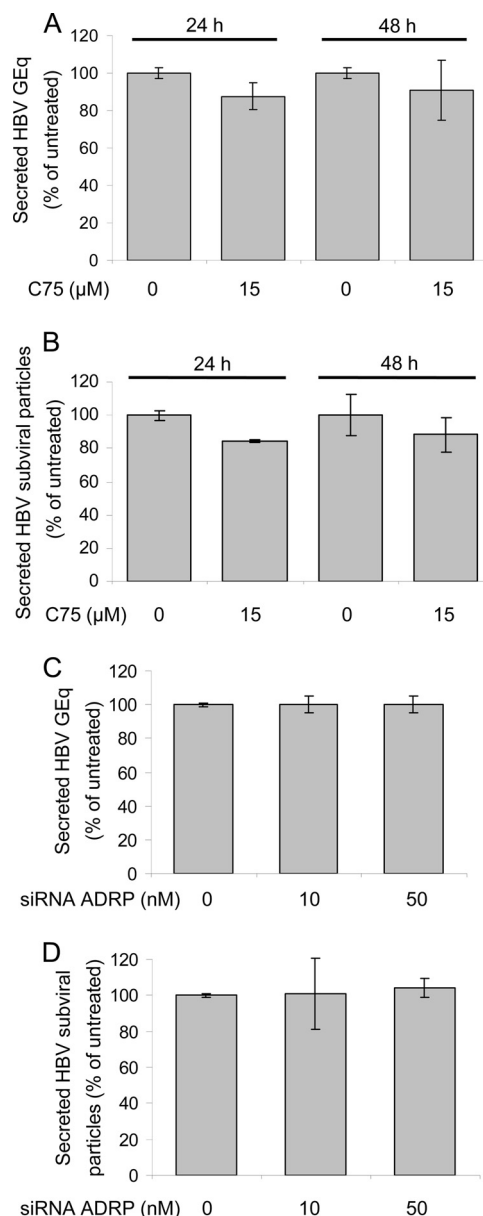 A
24 h
48 h
Secreted HBV GEq
(% of untreated)
120
100
80
60
40
20
0
C75 (µM) 0 15 0 15
B
24 h
48 h
Secreted HBV subviral particles
(% of untreated)
120
100
80
60
40
20
0
C75 (µM) 0 15 0 15
C
Secreted HBV GEq
(% of untreated)
120
100
80
60
40
20
0
siRNA ADRP (nM) 0 10 50
D
Secreted HBV subviral
particles (% of untreated)
120
100
80
60
40
20
0
siRNA ADRP (nM) 0 10 50